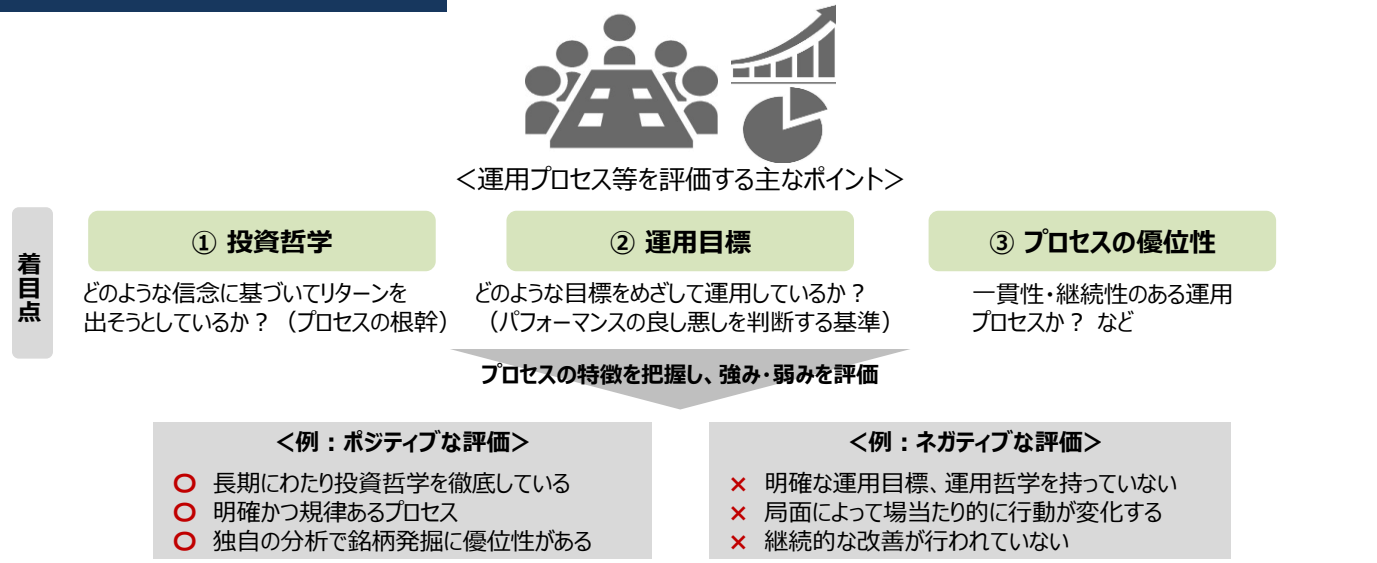 ＜運用プロセス等を評価する主なポイント＞
着目点
① 投資哲学
どのような信念に基づいてリターンを
出そうとしているか？（プロセスの根幹）
② 運用目標
どのような目標をめざして運用しているか？
（パフォーマンスの良し悪しを判断する基準）
③ プロセスの優位性
一貫性・継続性のある運用
プロセスか？ など
プロセスの特徴を把握し、強み・弱みを評価
＜例：ポジティブな評価＞
○ 長期にわたり投資哲学を徹底している
○ 明確かつ規律あるプロセス
○ 独自の分析で銘柄発掘に優位性がある
＜例：ネガティブな評価＞
× 明確な運用目標、運用哲学を持っていない
× 局面によって場当たり的に行動が変化する
× 継続的な改善が行われていない